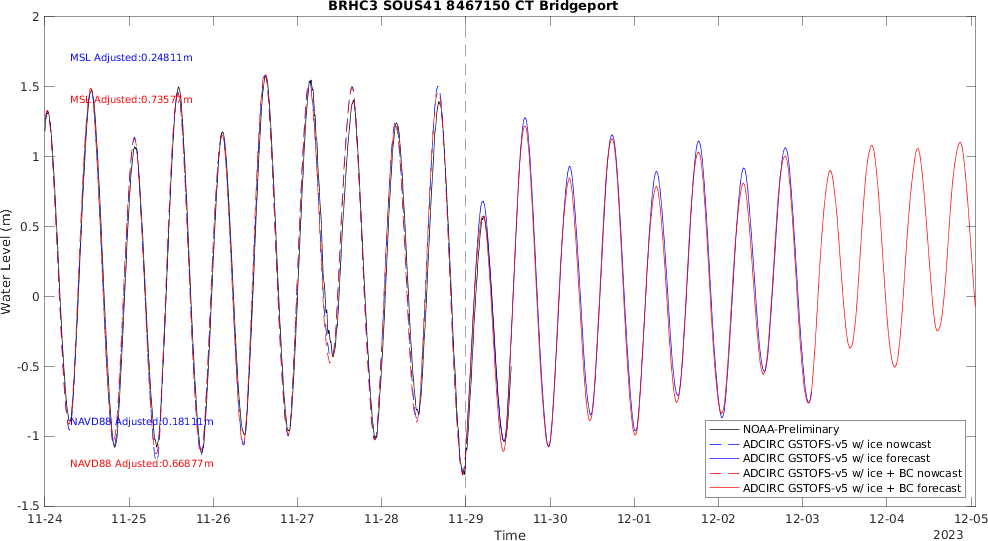 BRHC3 SOUS41 8467150 CT Bridgeport
MSL Adjusted:0.24811m
MSL Adjusted:0.73577m
NAVD88 Adjusted:0.18111m
NAVD88 Adjusted:0.66877m
Water Level (m)
2
1.5
1
0.5
0
-0.5
-1
-1.5
NOAA-Preliminary
ADCIRC GSTOFS-v5 w/ ice nowcast
ADCIRC GSTOFS-v5 w/ ice forecast
ADCIRC GSTOFS-v5 w/ ice + BC nowcast
ADCIRC GSTOFS-v5 w/ ice + BC forecast
11-24 11-25 11-26 11-27 11-28 11-29 11-30 12-01 12-02 12-03 12-04 12-05
Time
2023